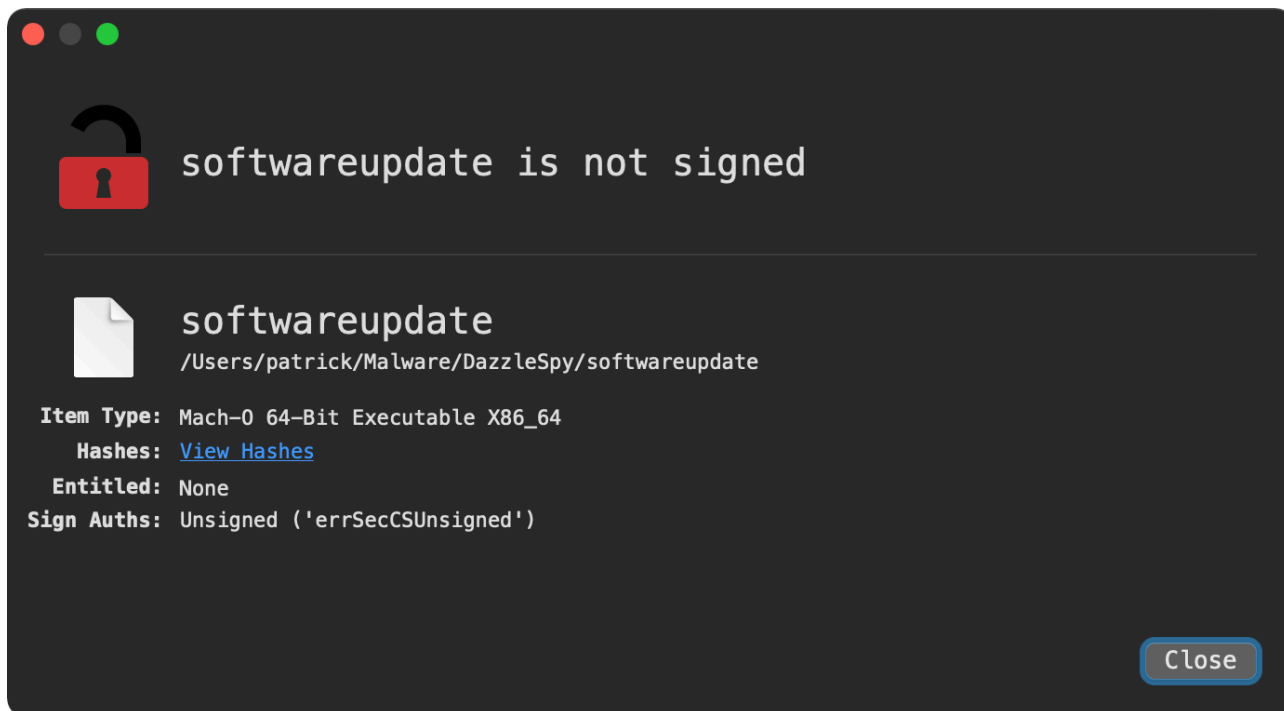 softwareupdate is not signed
softwareupdate
/Users/patrick/Malware/DazzleSpy/softwareupdate
Item Type: Mach-O 64-Bit Executable X86_64
Hashes: View Hashes
Entitled: None
Sign Auths: Unsigned ('errSecCSUnsigned')
Close